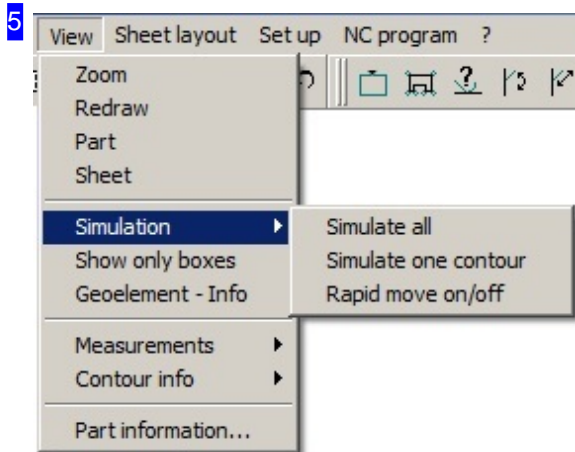 5
View Sheet layout Set up NC program ?
Zoom
Redraw
Part
Sheet
Simulation
Simulate all
Show only boxes
Simulate one contour
Geoelement - Info
Rapid move on/off
Measurements
Contour info
Part information...